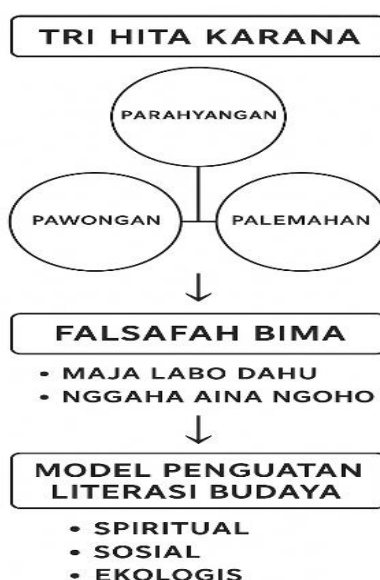 TRI HITA KARANA
PARAHYANGAN
PAWONGAN
PALEMAHAN
FALSAFAH BIMA
• MAJA LABO DAHU
• NGGAHA AINA NGOHO
MODEL PENGUATAN
LITERASI BUDAYA
• SPIRITUAL
• SOSIAL
• EKOLOGIS